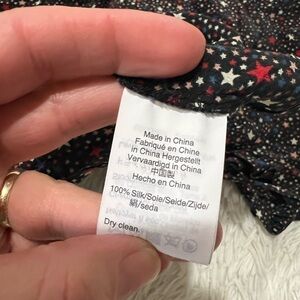 Made in China
Fabriqué en Chine
in China Hergestellt
Vervaardigd in China
中国製
Hecho en China
100% Silk/Soie/Seide/Zijde/
絹/seda
Dry clean.